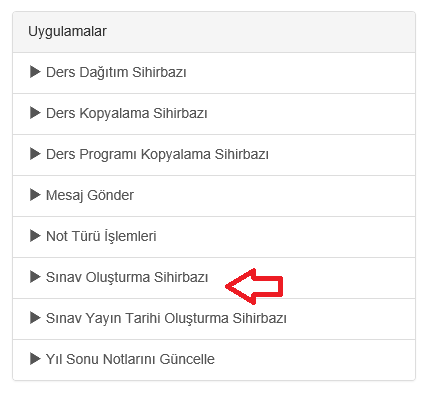 Uygulamalar
Ders Dağıtım Sihirbazı
Ders Kopyalama Sihirbazı
Ders Programı Kopyalama Sihirbazı
Mesaj Gönder
Not Türü İşlemleri
Sınav Oluşturma Sihirbazı
Sınav Yayın Tarihi Oluşturma Sihirbazı
Yıl Sonu Notlarını Güncelle